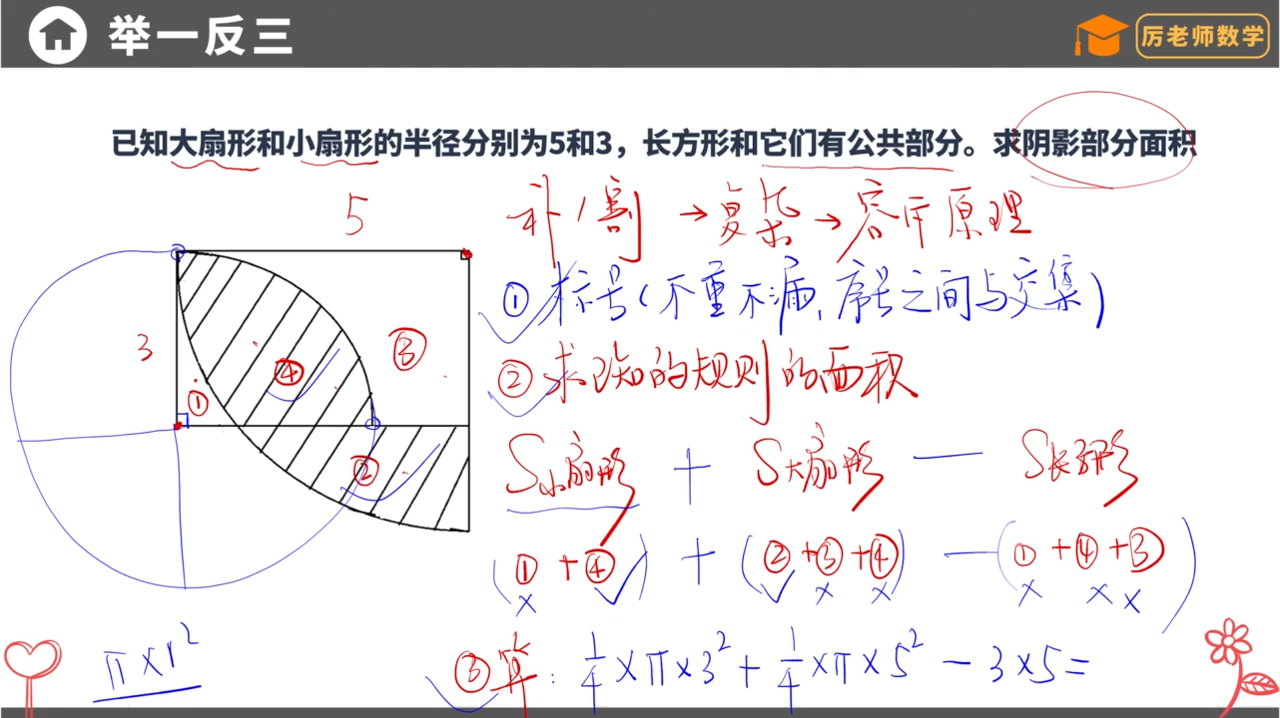 举一反三
厉老师数学
已知大扇形和小扇形的半径分别为5和3，长方形和它们有公共部分。求阴影部分面积
5
补/割 → 复杂 → 容斥原理
① 标号(不重不漏、序号之间与交集)
3
③
④
②求已知的规则的面积
①
②
S小扇形 + S大扇形 — S长方形
(①+④) + (②+③+④) — (①+④+③)
× ✓ ✓ × × × × ×
π×1²
③算: 1/4×π×3²+1/4×π×5²-3×5=